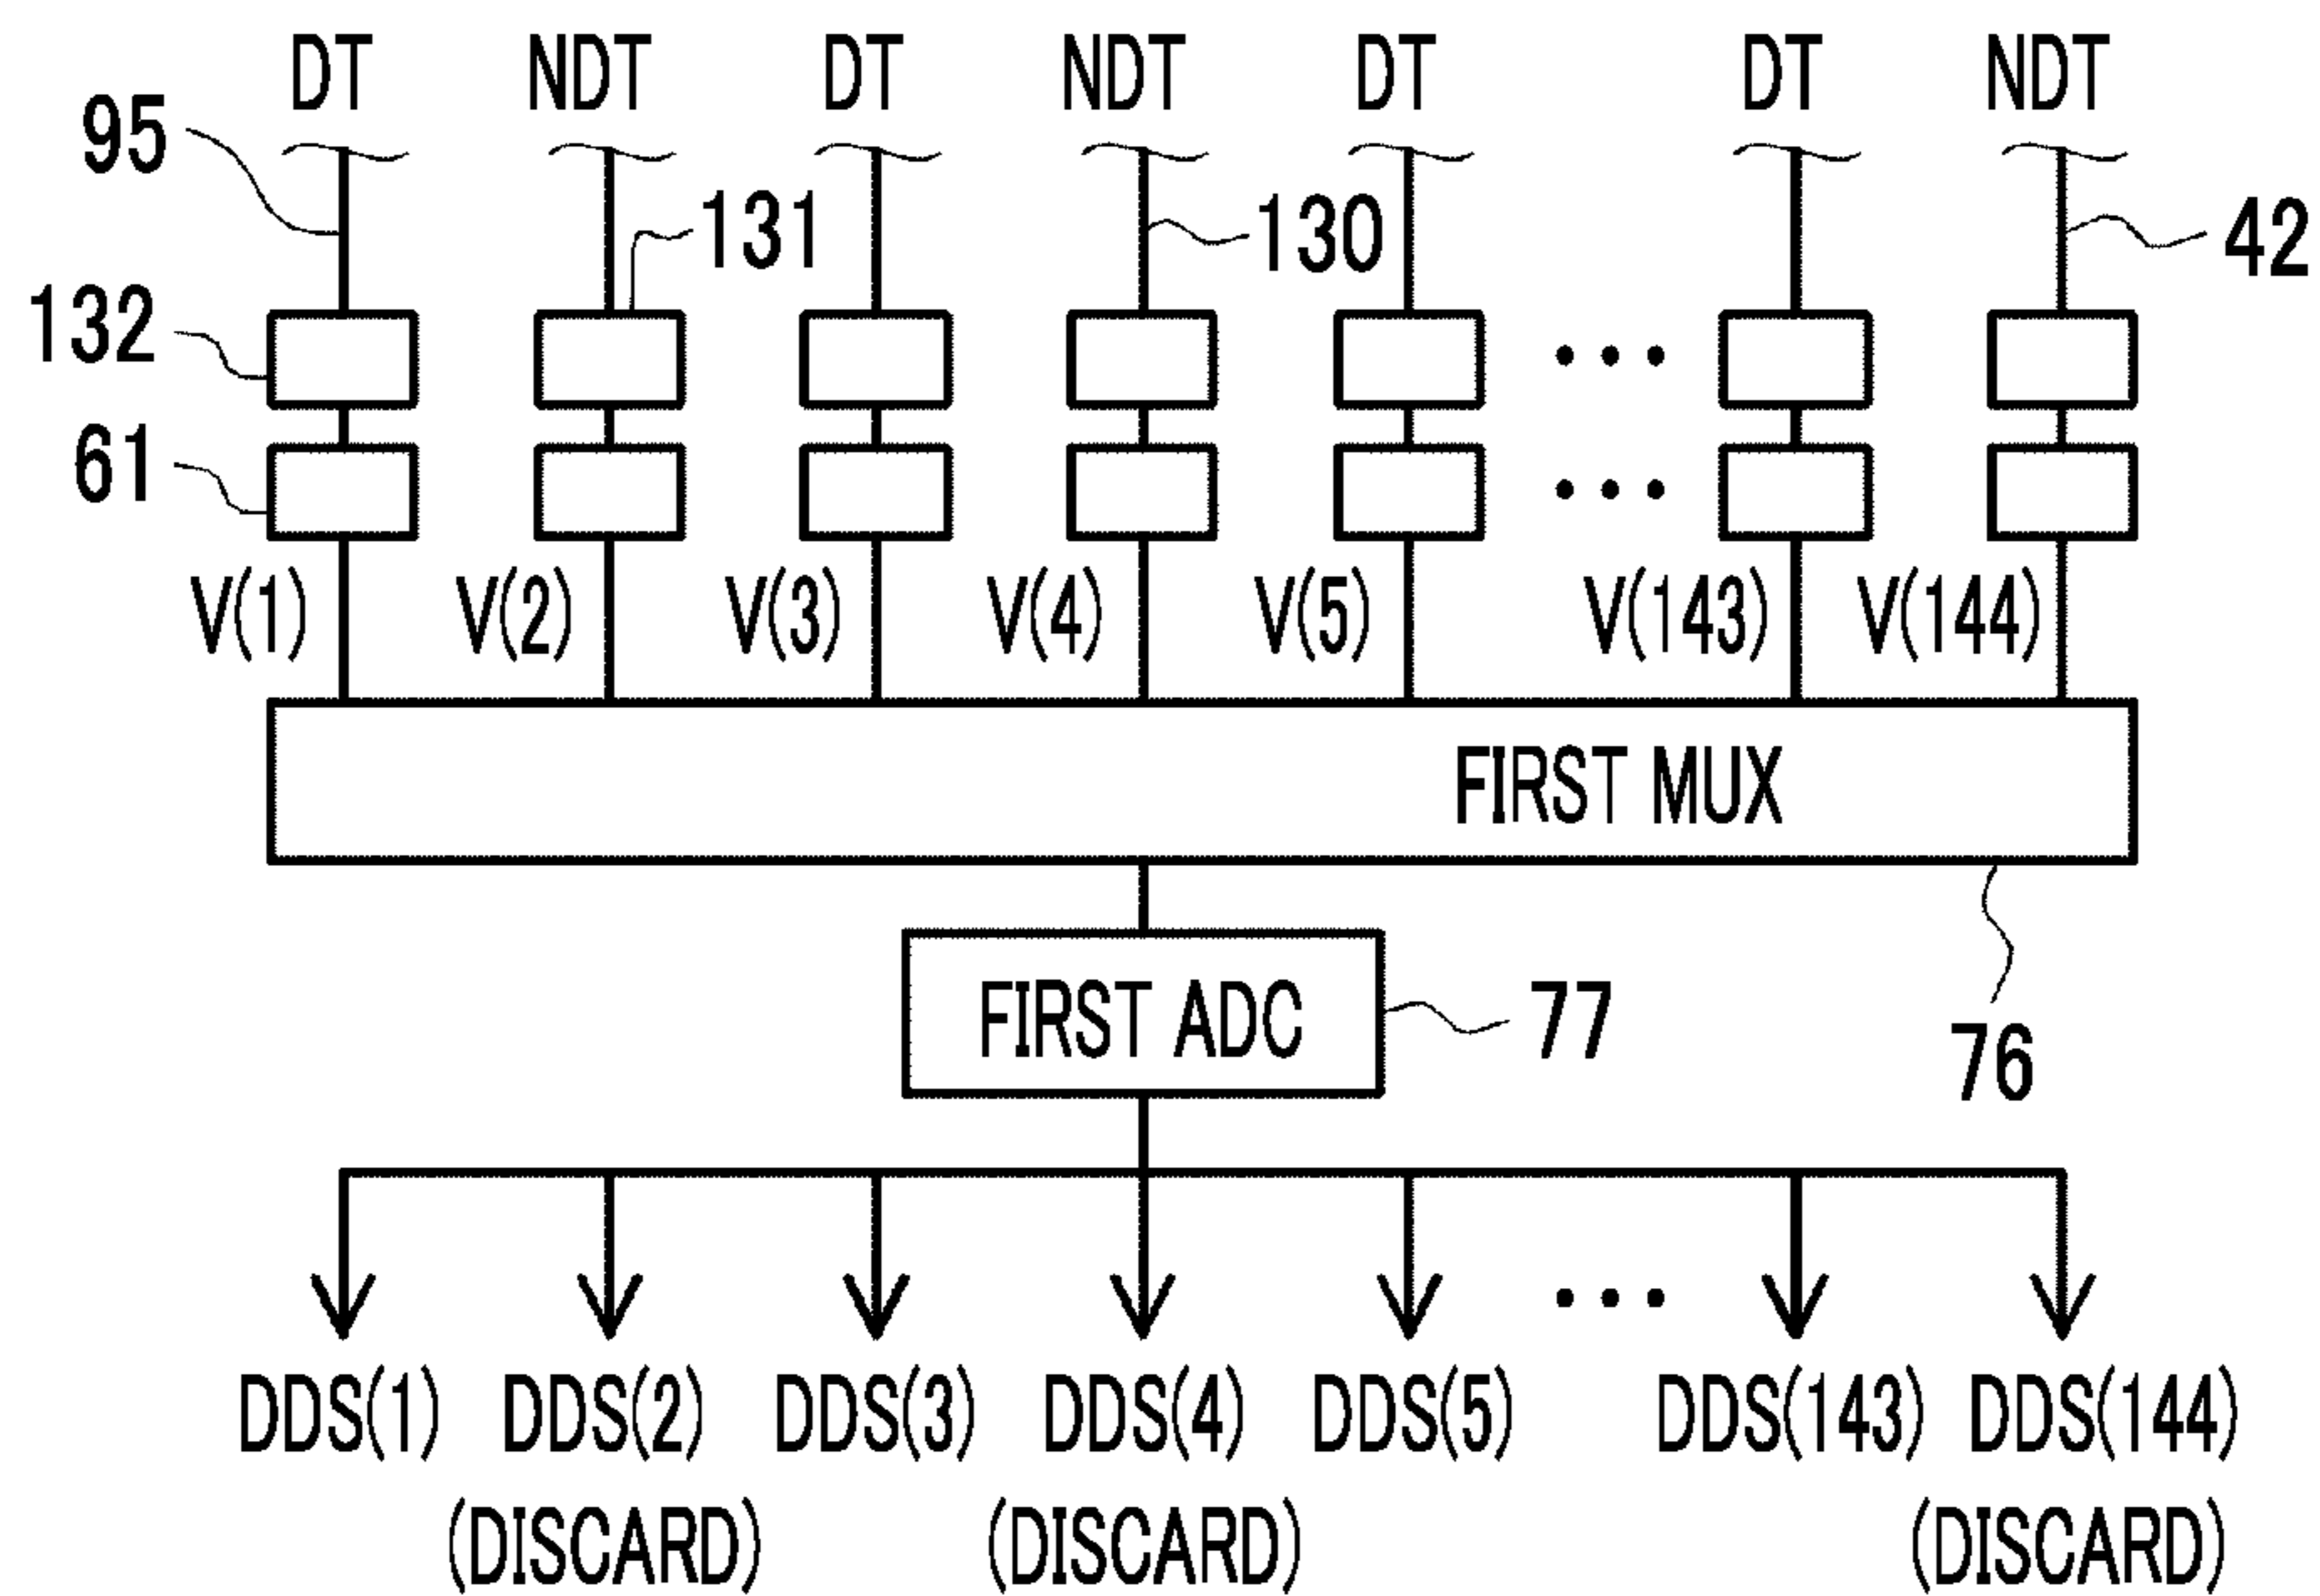 DT NDT DT NDT DT DT NDT
95
131 130 42
132
61
V(1) V(2) V(3) V(4) V(5) V(143) V(144)
FIRST MUX
FIRST ADC 77
76
DDS(1) DDS(2) DDS(3) DDS(4) DDS(5) DDS(143) DDS(144)
(DISCARD) (DISCARD) (DISCARD)